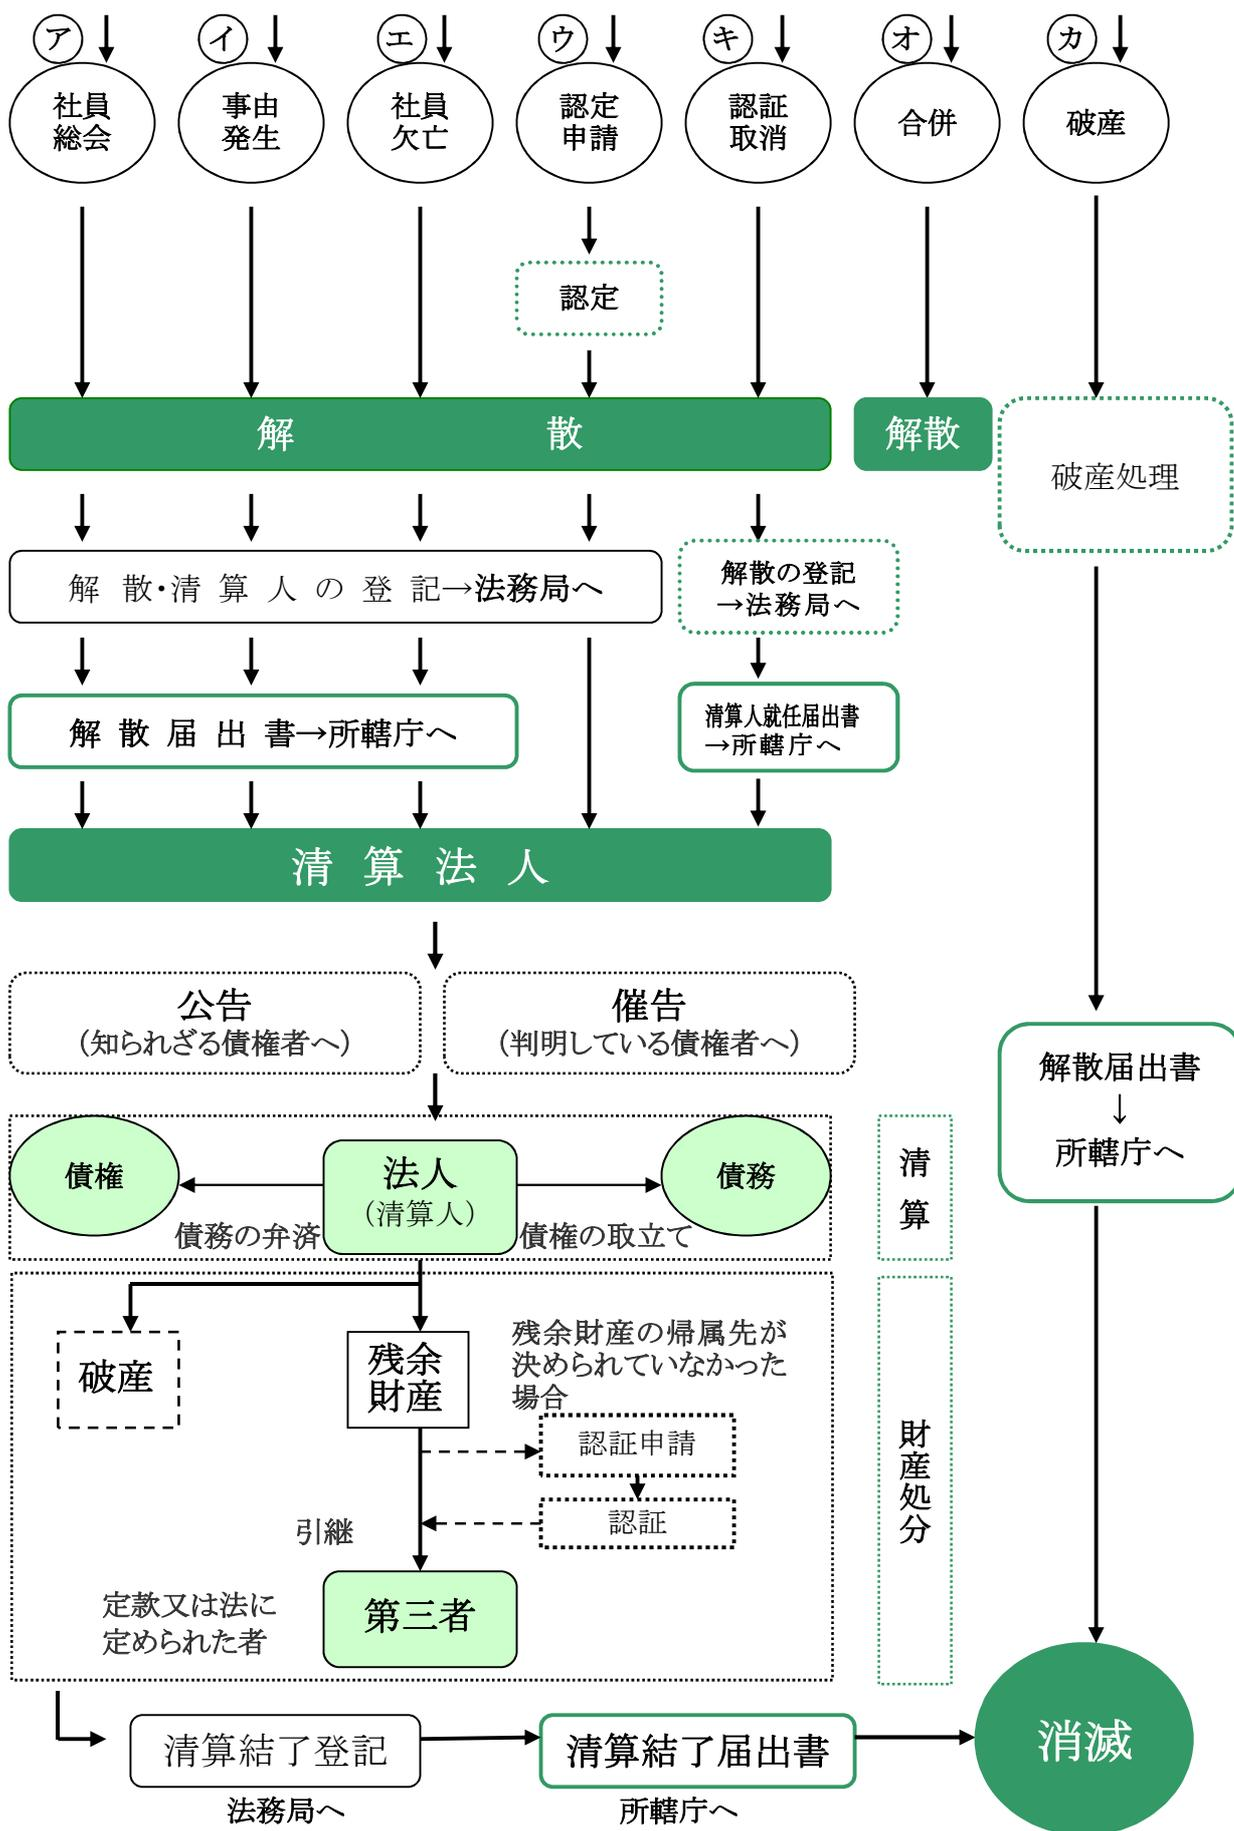 ア
イ
エ
ウ
キ
オ
カ
社員
総会
事由
発生
社員
欠亡
認定
申請
認証
取消
合併
破産
認定
解散
解散
破産処理
解散・清算人の登記→法務局へ
解散の登記
→法務局へ
解散届出書→所轄庁へ
清算人就任届出書
→所轄庁へ
清算法人
公告
(知られざる債権者へ)
催告
(判明している債権者へ)
解散届出書
↓
所轄庁へ
債権
法人
(清算人)
債務
債務の弁済
債権の取立て
清
算
破産
残余
財産
残余財産の帰属先が
決められていなかった
場合
認証申請
認証
引継
財
産
処
分
定款又は法に
定められた者
第三者
清算結了登記
法務局へ
清算結了届出書
所轄庁へ
消滅